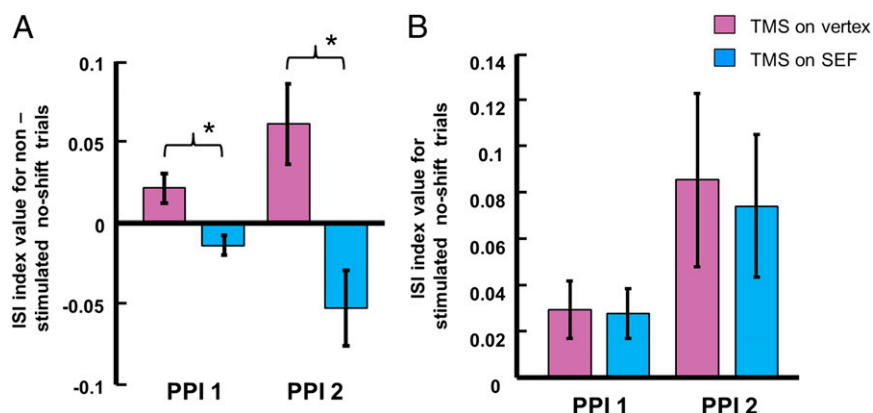 A
ISI index value for non –
stimulated no-shift trials
0.1
0.05
0
-0.05
-0.1
*
*
PPI 1
PPI 2
B
TMS on vertex
TMS on SEF
ISI index value for
stimulated no-shift trials
0.14
0.12
0.1
0.08
0.06
0.04
0.02
0
PPI 1
PPI 2